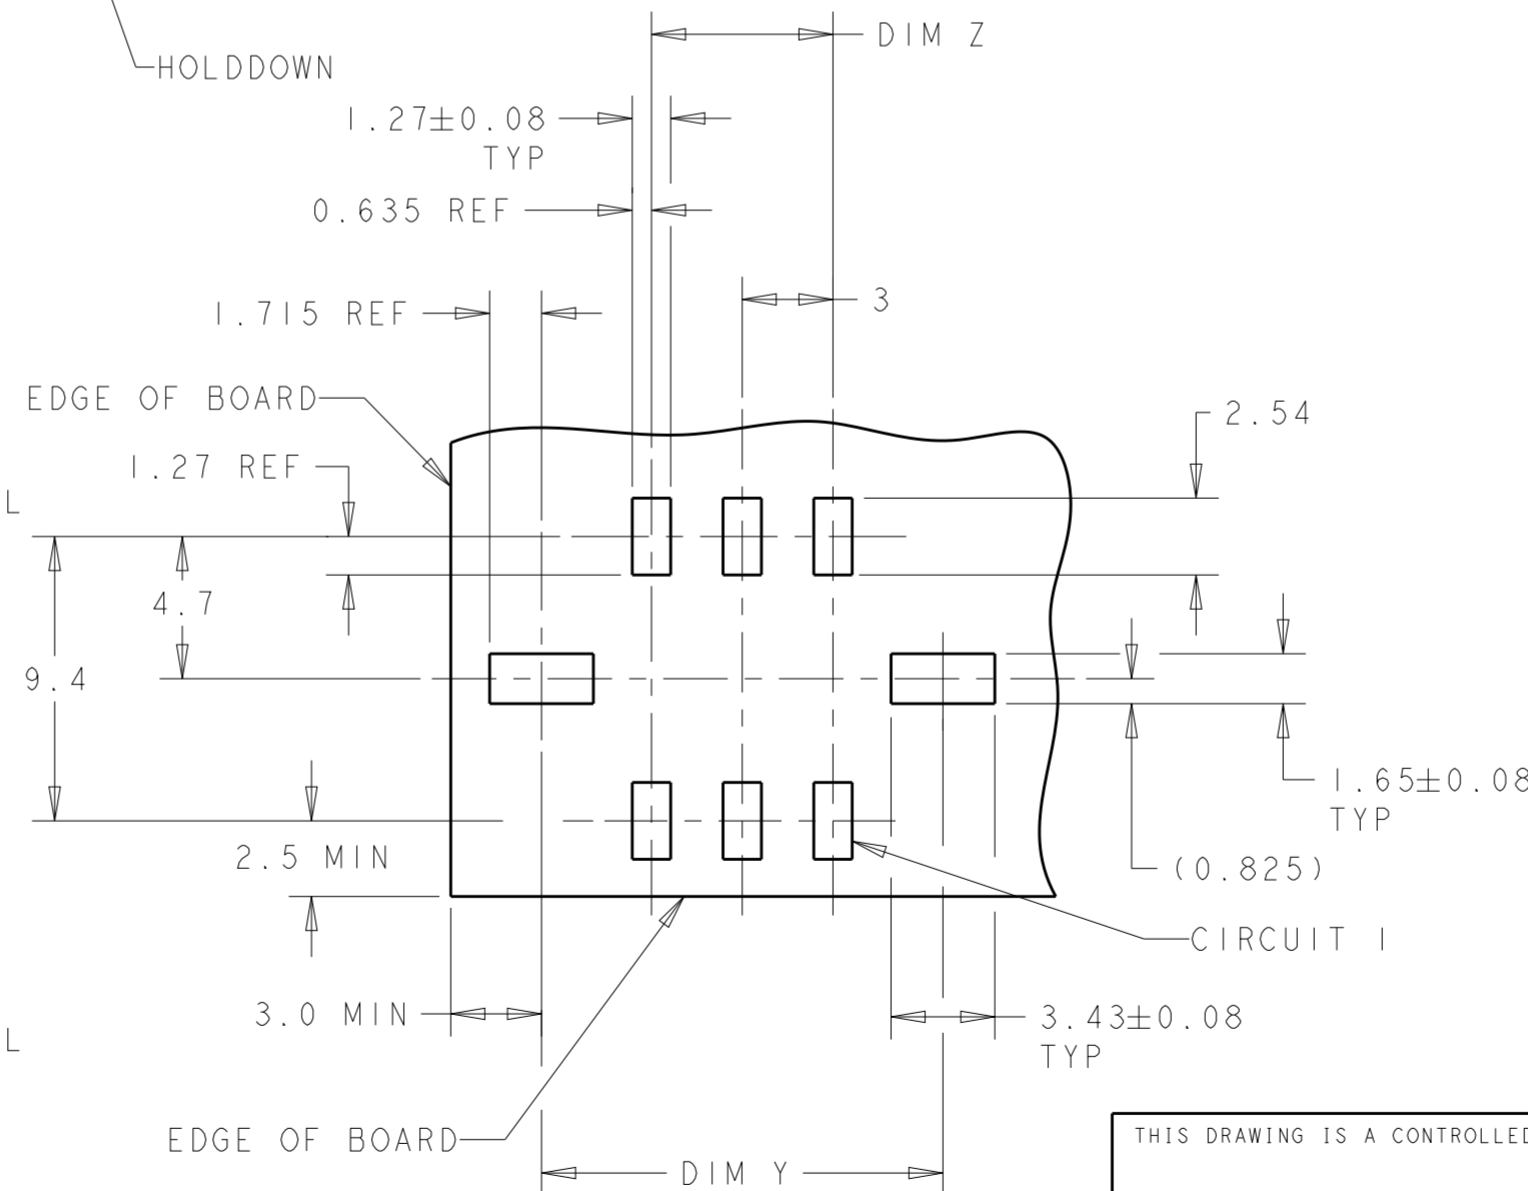 DIM Z
HOLDDOWN
1.27±0.08
TYP
0.635 REF
3
1.715 REF
EDGE OF BOARD
2.54
1.27 REF
L
4.7
9.4
1.65±0.08
TYP
2.5 MIN
(0.825)
CIRCUIT 1
3.0 MIN
3.43±0.08
TYP
L
EDGE OF BOARD
THIS DRAWING IS A CONTROLLED
DIM Y